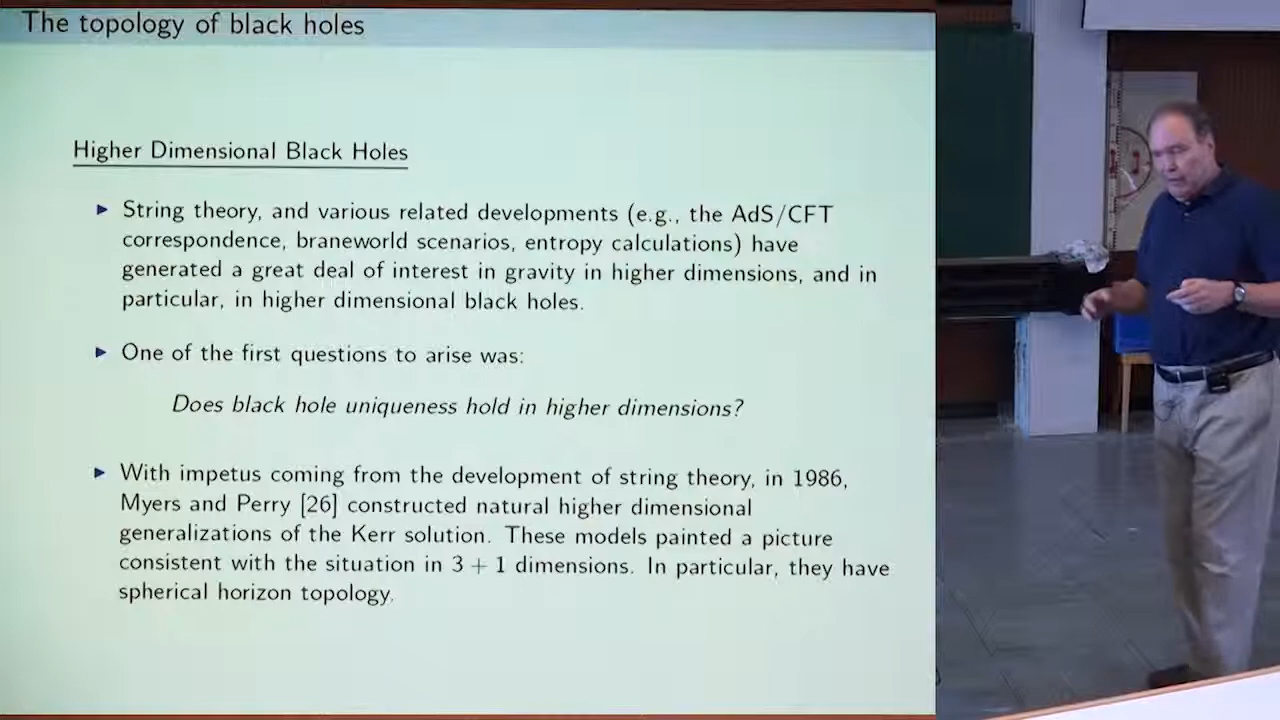 The topology of black holes
Higher Dimensional Black Holes
String theory, and various related developments (e.g., the AdS/CFT
correspondence, braneworld scenarios, entropy calculations) have
generated a great deal of interest in gravity in higher dimensions, and in
particular, in higher dimensional black holes.
One of the first questions to arise was:
Does black hole uniqueness hold in higher dimensions?
With impetus coming from the development of string theory, in 1986,
Myers and Perry [26] constructed natural higher dimensional
generalizations of the Kerr solution. These models painted a picture
consistent with the situation in 3 + 1 dimensions. In particular, they have
spherical horizon topology.